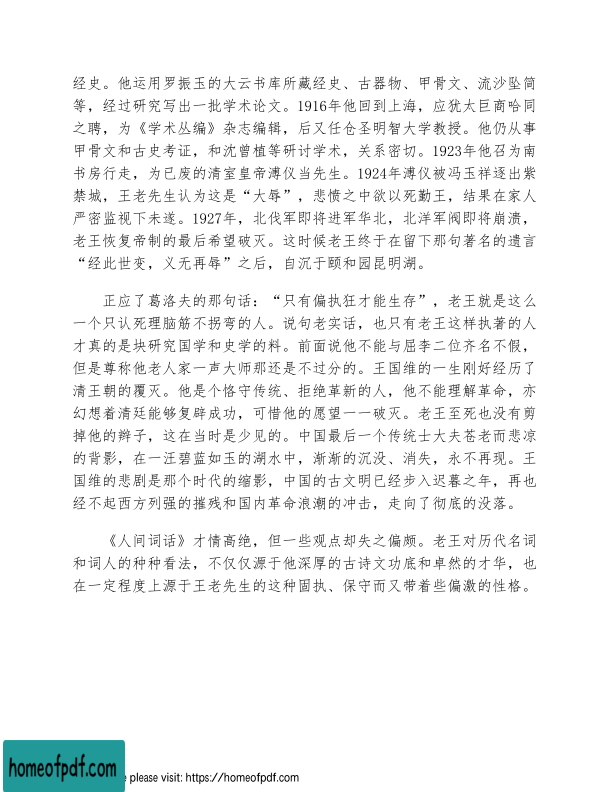 经史。他运用罗振玉的大云书库所藏经史、古器物、甲骨文、流沙坠简
等，经过研究写出一批学术论文。1916年他回到上海，应犹太巨商哈同
之聘，为《学术丛编》杂志编辑，后又任仓圣明智大学教授。他仍从事
甲骨文和古史考证，和沈曾植等研讨学术，关系密切。1923年他召为南
书房行走，为已废的清室皇帝溥仪当先生。1924年溥仪被冯玉祥逐出紫
禁城，王老先生认为这是“大辱”，悲愤之中欲以死勤王，结果在家人
严密监视下未遂。1927年，北伐军即将进军华北，北洋军阀即将崩溃，
老王恢复帝制的最后希望破灭。这时候老王终于在留下那句著名的遗言
“经此世变，义无再辱”之后，自沉于颐和园昆明湖。
正应了葛洛夫的那句话：“只有偏执狂才能生存”，老王就是这么
一个只认死理脑筋不拐弯的人。说句老实话，也只有老王这样执著的人
才真的是块研究国学和史学的料。前面说他不能与屈李二位齐名不假，
但是尊称他老人家一声大师那还是不过分的。王国维的一生刚好经历了
清王朝的覆灭。他是个恪守传统、拒绝革新的人，他不能理解革命，亦
幻想着清廷能够复辟成功，可惜他的愿望一一破灭。老王至死也没有剪
掉他的辫子，这在当时是少见的。中国最后一个传统士大夫苍老而悲凉
的背影，在一汪碧蓝如玉的湖水中，渐渐的沉没、消失，永不再现。王
国维的悲剧是那个时代的缩影，中国的古文明已经步入迟暮之年，再也
经不起西方列强的摧残和国内革命浪潮的冲击，走向了彻底的没落。
《人间词话》才情高绝，但一些观点却失之偏颇。老王对历代名词
和词人的种种看法，不仅仅源于他深厚的古诗文功底和卓然的才华，也
在一定程度上源于王老先生的这种固执、保守而又带着些偏激的性格。
homeofpdf.com
e please visit: https://homeofpdf.com